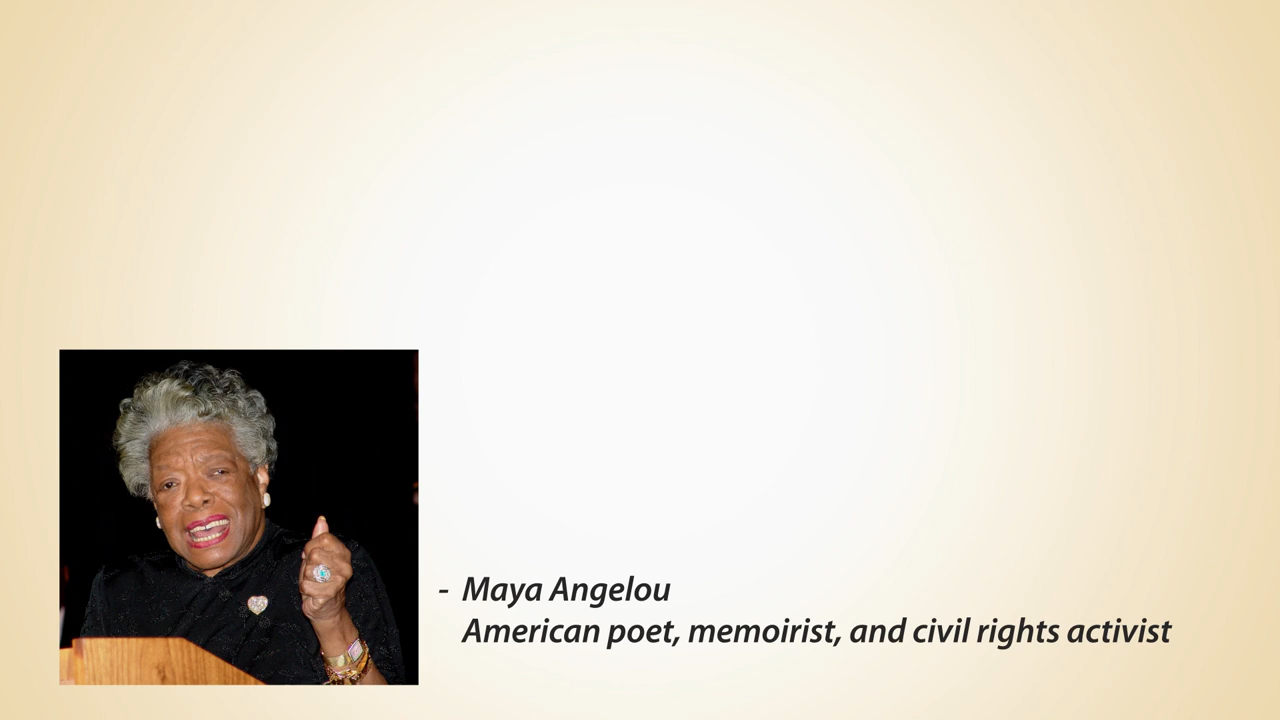 - Maya Angelou
American poet, memoirist, and civil rights activist